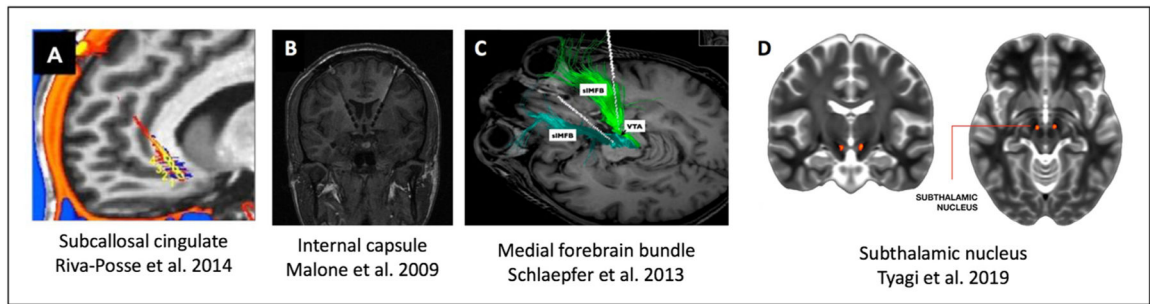 A
Subcallosal cingulate
Riva-Posse et al. 2014
B
Internal capsule
Malone et al. 2009
C
slMFB
slMFB
VTA
Medial forebrain bundle
Schlaepfer et al. 2013
D
SUBTHALAMIC
NUCLEUS
Subthalamic nucleus
Tyagi et al. 2019